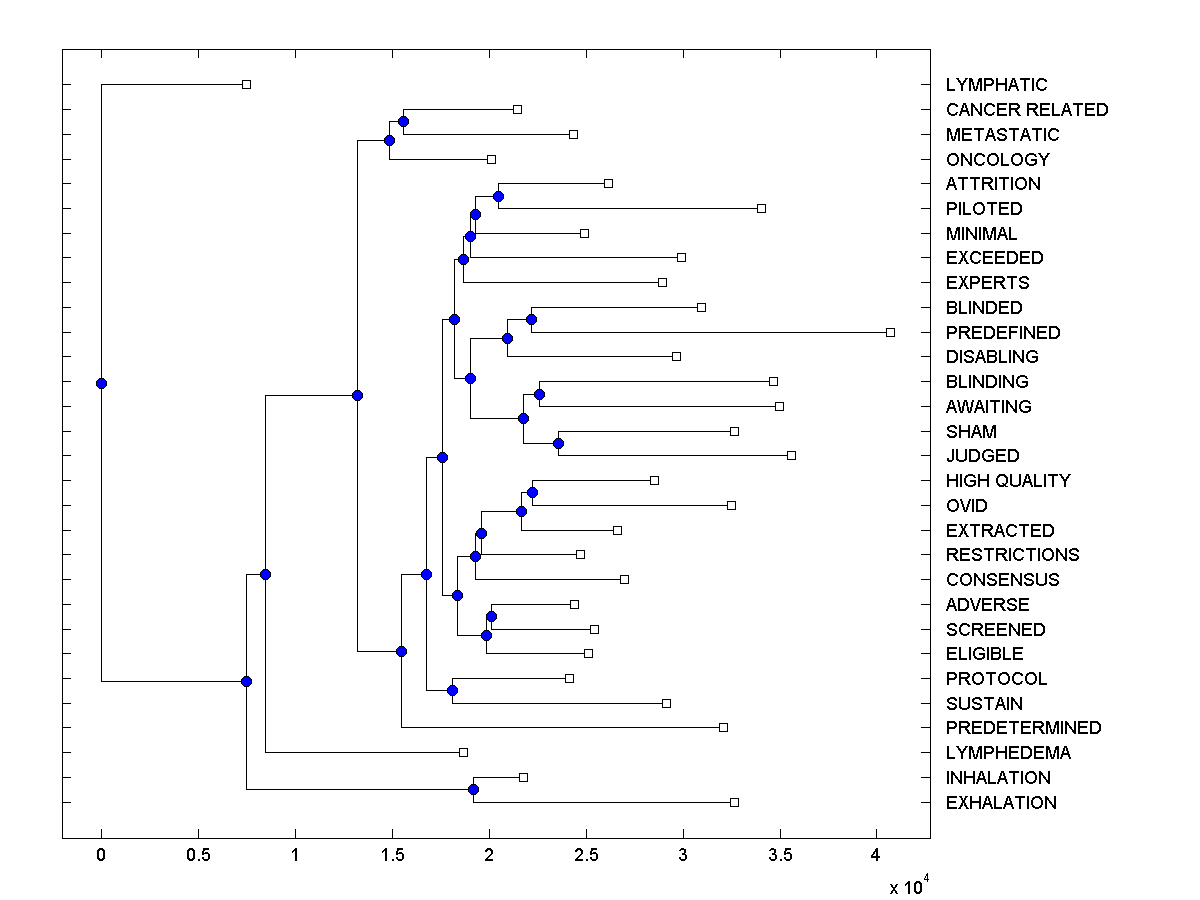 LYMPHATIC
CANCER RELATED
METASTATIC
ONCOLOGY
ATTRITION
PILOTED
MINIMAL
EXCEEDED
EXPERTS
BLINDED
PREDEFINED
DISABLING
BLINDING
AWAITING
SHAM
JUDGED
HIGH QUALITY
OVID
EXTRACTED
RESTRICTIONS
CONSENSUS
ADVERSE
SCREENED
ELIGIBLE
PROTOCOL
SUSTAIN
PREDETERMINED
LYMPHEDEMA
INHALATION
EXHALATION
0 0.5 1 1.5 2 2.5 3 3.5 4
x 10^4